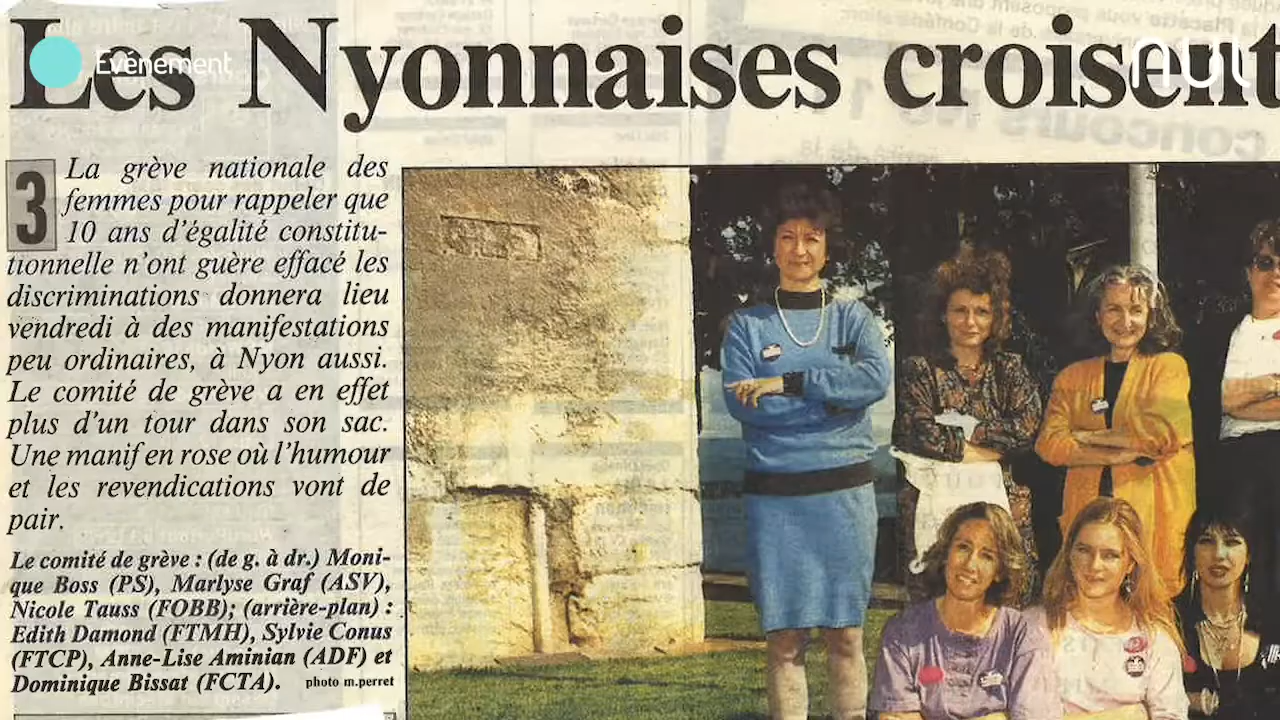 Evènement
nul
Les Nyonnaises croisent
3
La grève nationale des
femmes pour rappeler que
10 ans d'égalité constitu-
tionnelle n'ont guère effacé les
discriminations donnera lieu
vendredi à des manifestations
peu ordinaires, à Nyon aussi.
Le comité de grève a en effet
plus d'un tour dans son sac.
Une manif en rose où l'humour
et les revendications vont de
pair.
Le comité de grève : (de g. à dr.) Moni-
que Boss (PS), Marlyse Graf (ASV),
Nicole Tauss (FOBB); (arrière-plan) :
Edith Damond (FTMH), Sylvie Conus
(FTCP), Anne-Lise Aminian (ADF) et
Dominique Bissat (FCTA). photo m.perret